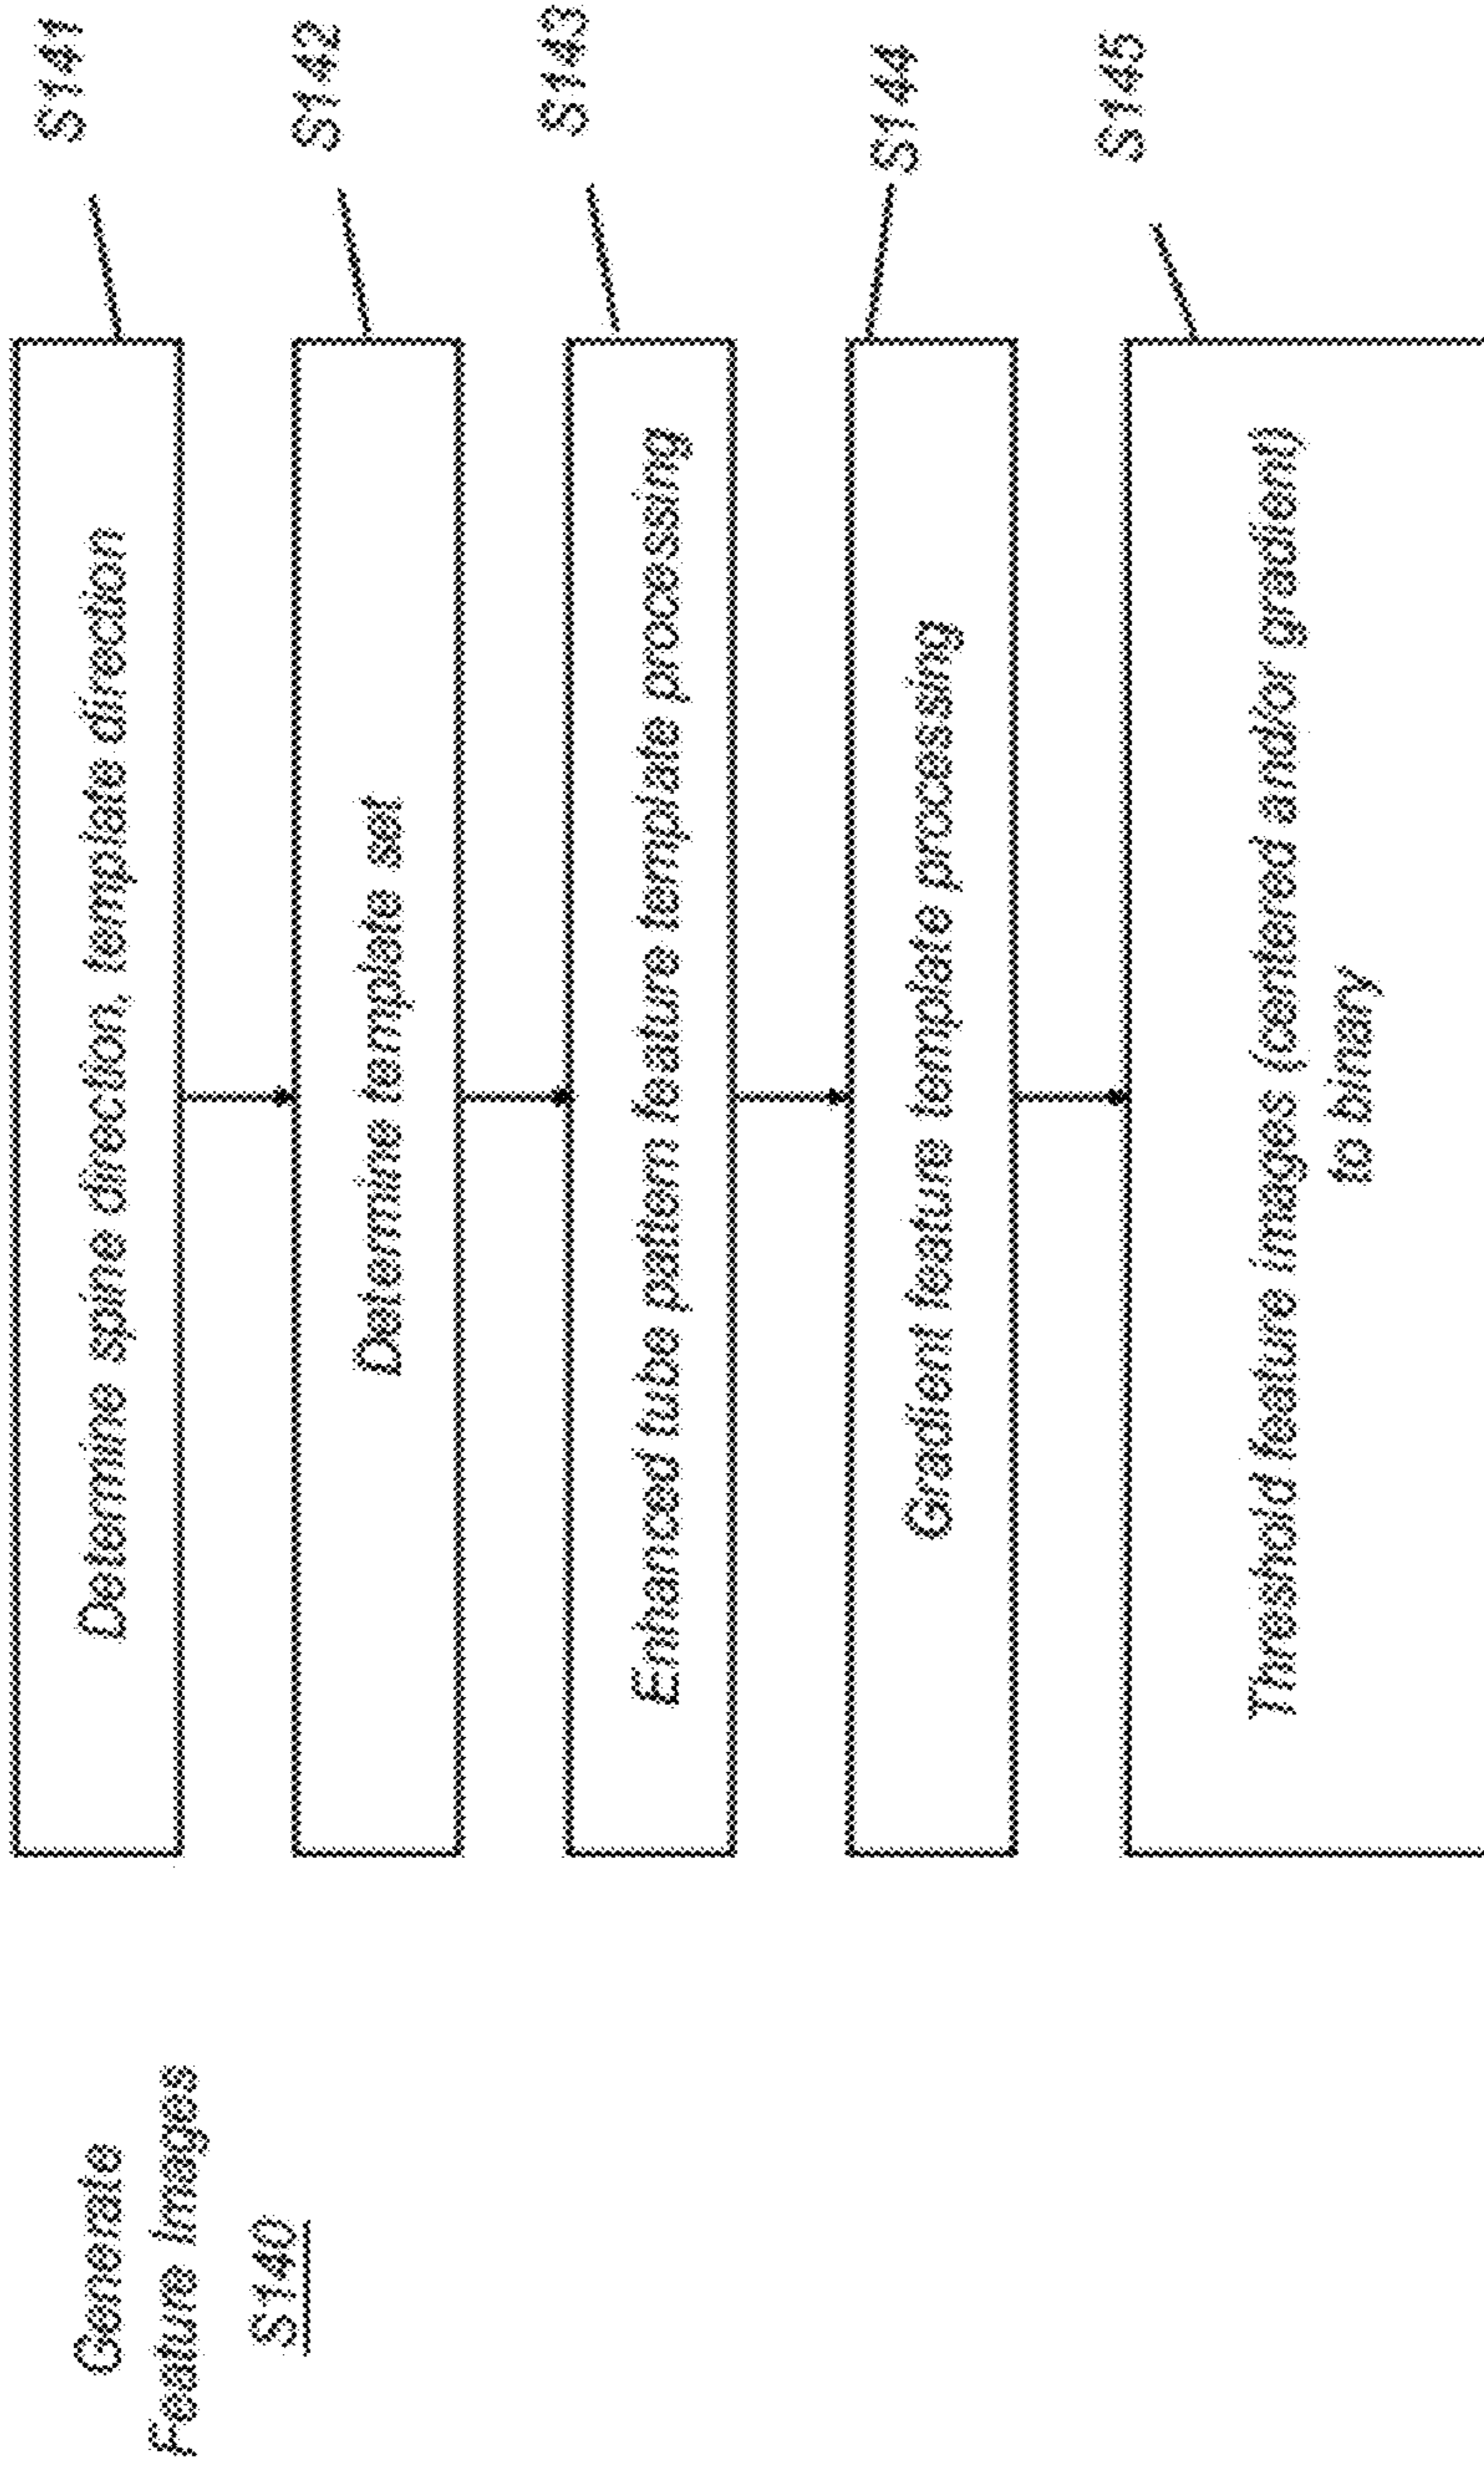 Generate
Feature Images
S140
Determine spine direction, template direction
S141
Determine template set
S142
Enhanced tube pattern feature template processing
S143
Gradient feature template processing
S144
Threshold feature images (centered and/or gradient)
to binary
S145